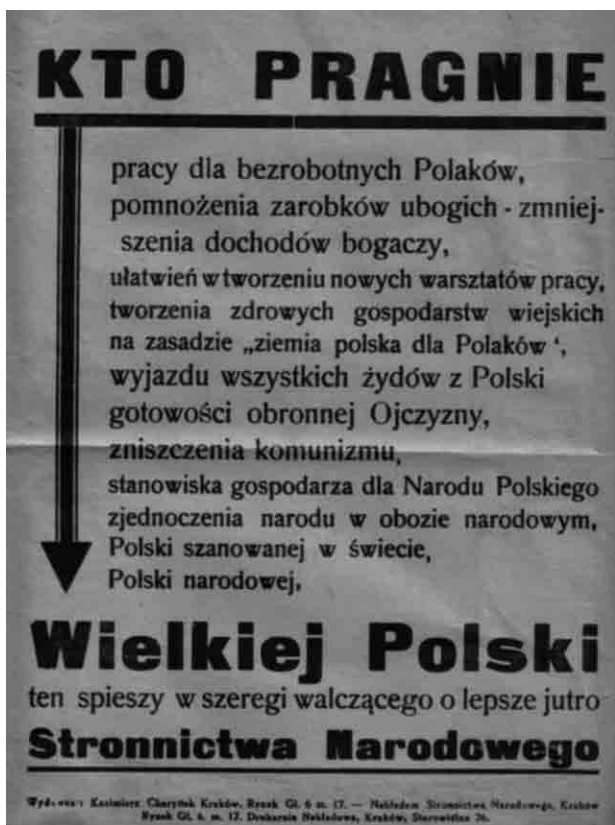 KTO PRAGNIE
pracy dla bezrobotnych Polaków,
pomnożenia zarobków ubogich - zmniej-
szenia dochodów bogaczy,
ułatwień w tworzeniu nowych warsztatów pracy,
tworzenia zdrowych gospodarstw wiejskich
na zasadzie „ziemia polska dla Polaków‘,
wyjazdu wszystkich żydów z Polski
gotowości obronnej Ojczyzny,
zniszczenia komunizmu,
stanowiska gospodarza dla Narodu Polskiego
zjednoczenia narodu w obozie narodowym,
Polski szanowanej w świecie,
Polski narodowej,
Wielkiej Polski
ten spieszy w szeregi walczącego o lepsze jutro
Stronnictwa Narodowego
Kazimierz Kraków, Rynek Gł. 6 m. 17. — Nakładem Stronnictwa Narodowego, Kraków
Rynek Gł. 6. m. 17. Drukarnia Nakładowa, Kraków,